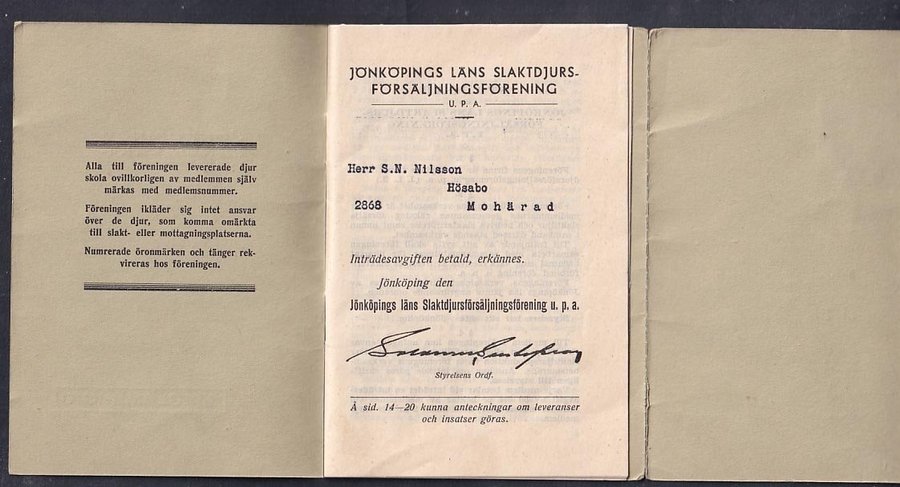 Alla till föreningen levererade djur
skola ovillkorligen av medlemmen själv
märkas med medlemsnummer.
Föreningen ikläder sig intet ansvar
över de djur, som komma omärkta
till slakt- eller mottagningsplatserna.
Numrerade öronmärken och tänger rek-
vireras hos föreningen.
JÖNKÖPINGS LÄNS SLAKTDJURS-
FÖRSÄLJNINGSFÖRENING
U. P. A.
Herr S.N. Nilsson
Hösabo
2868 Mohärad
Inträdesavgiften betald, erkännes.
Jönköping den
Jönköpings läns Slaktdjursförsäljningsförening u. p. a.
Styrelsens Ordf.
Å sid. 14—20 kunna anteckningar om leveranser
och insatser göras.